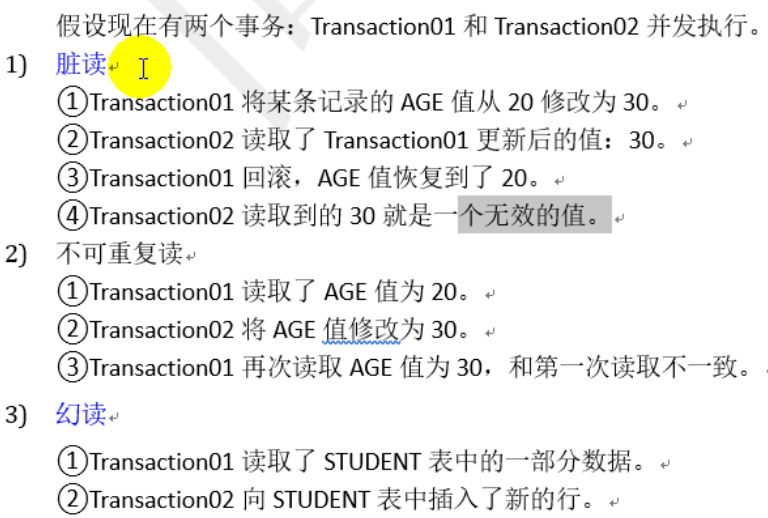 假设现在有两个事务：Transaction01 和 Transaction02 并发执行。
1) 脏读
①Transaction01 将某条记录的 AGE 值从 20 修改为 30。
②Transaction02 读取了 Transaction01 更新后的值：30。
③Transaction01 回滚，AGE 值恢复到了 20。
④Transaction02 读取到的 30 就是一个无效的值。
2) 不可重复读
①Transaction01 读取了 AGE 值为 20。
②Transaction02 将 AGE 值修改为 30。
③Transaction01 再次读取 AGE 值为 30，和第一次读取不一致。
3) 幻读
①Transaction01 读取了 STUDENT 表中的一部分数据。
②Transaction02 向 STUDENT 表中插入了新的行。